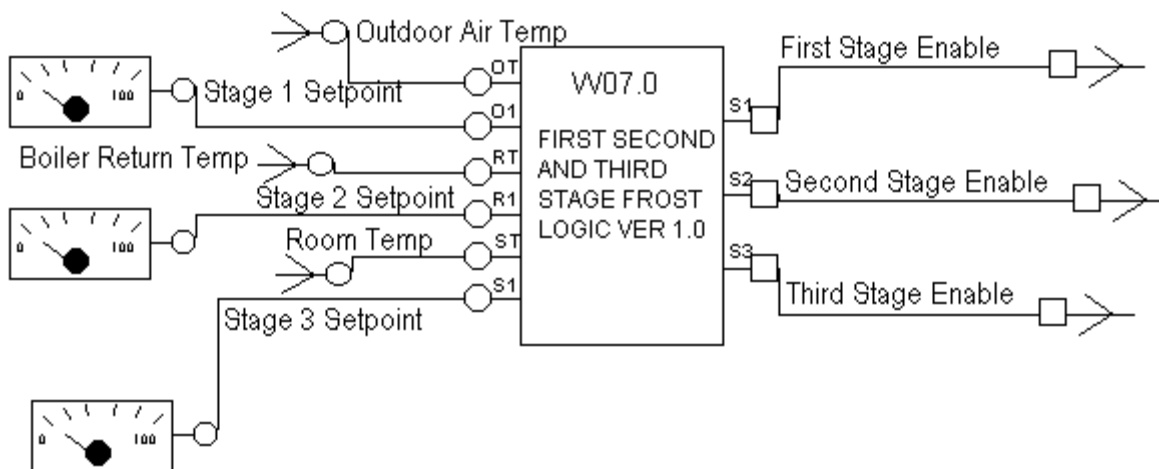 Outdoor Air Temp
First Stage Enable
OT
W07.0
0 100
Stage 1 Setpoint
O1
S1
FIRST SECOND
AND THIRD
STAGE FROST
LOGIC VER 1.0
Boiler Return Temp
RT
Stage 2 Setpoint
R1
S2
Second Stage Enable
0 100
Room Temp
ST
S3
Third Stage Enable
S1
Stage 3 Setpoint
0 100